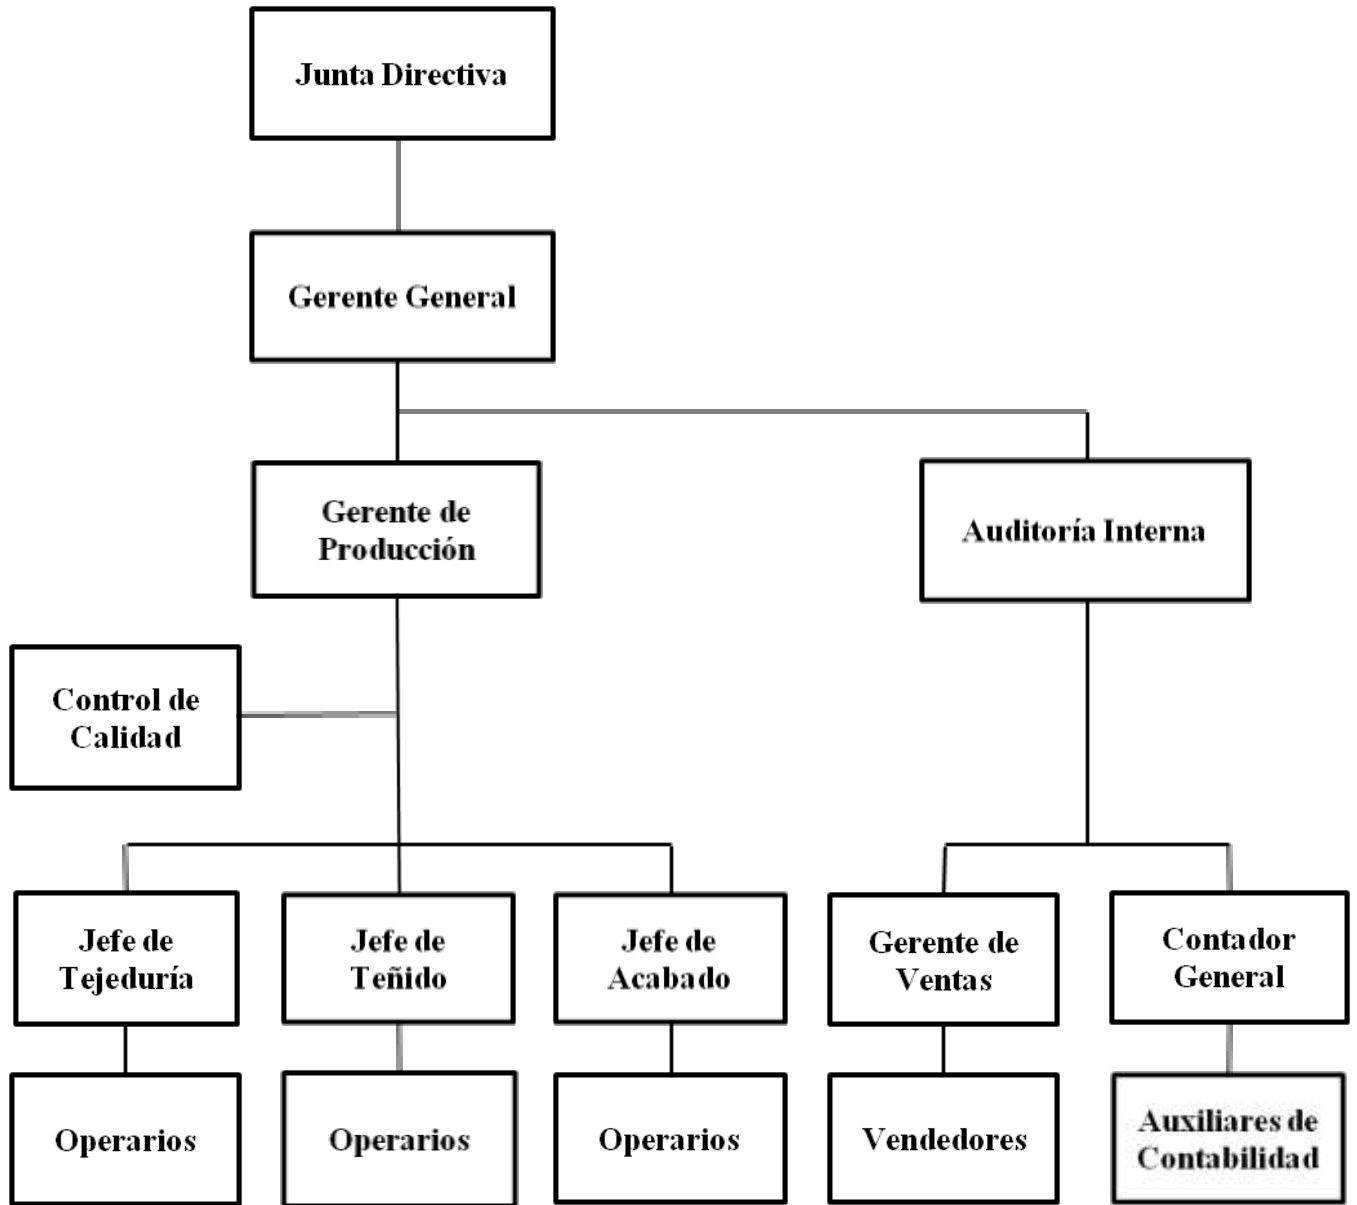 Junta Directiva
Gerente General
Gerente de
Producción
Auditoría Interna
Control de
Calidad
Jefe de
Tejeduría
Jefe de
Teñido
Jefe de
Acabado
Gerente de
Ventas
Contador
General
Operarios
Operarios
Operarios
Vendedores
Auxiliares de
Contabilidad